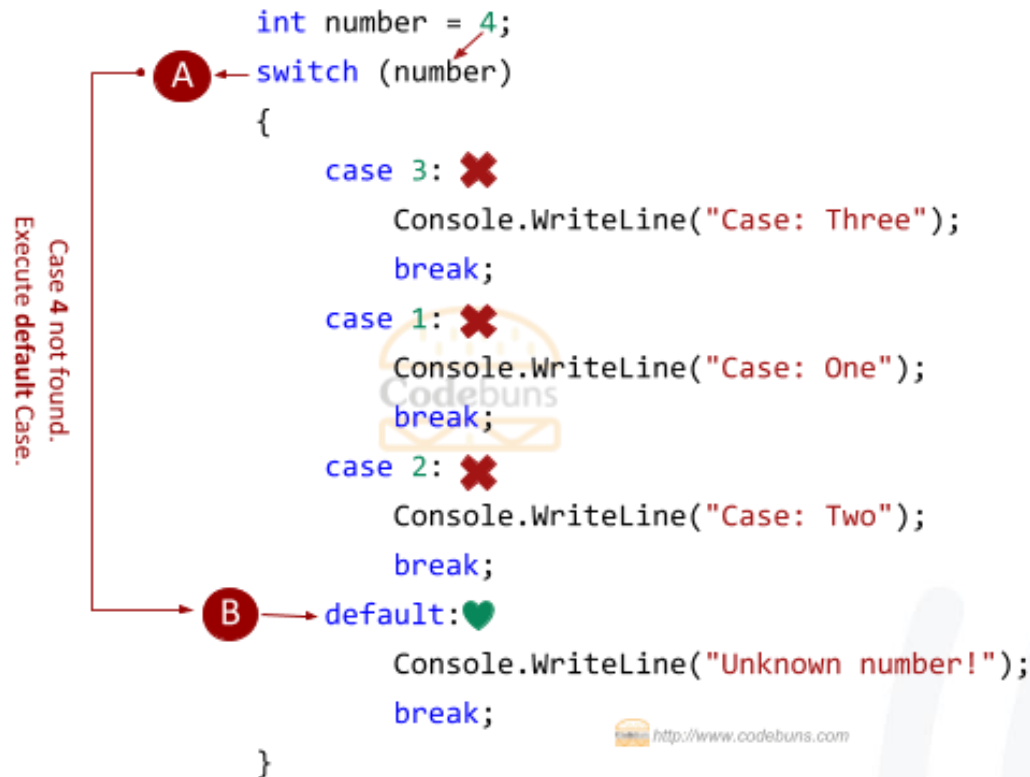 int number = 4;
A
switch (number)
{
case 3:
Console.WriteLine("Case: Three");
break;
case 1:
Console.WriteLine("Case: One");
Codebuns
break;
case 2:
Console.WriteLine("Case: Two");
break;
B
default:
Console.WriteLine("Unknown number!");
break;
}
Case 4 not found.
Execute default Case.
http://www.codebuns.com